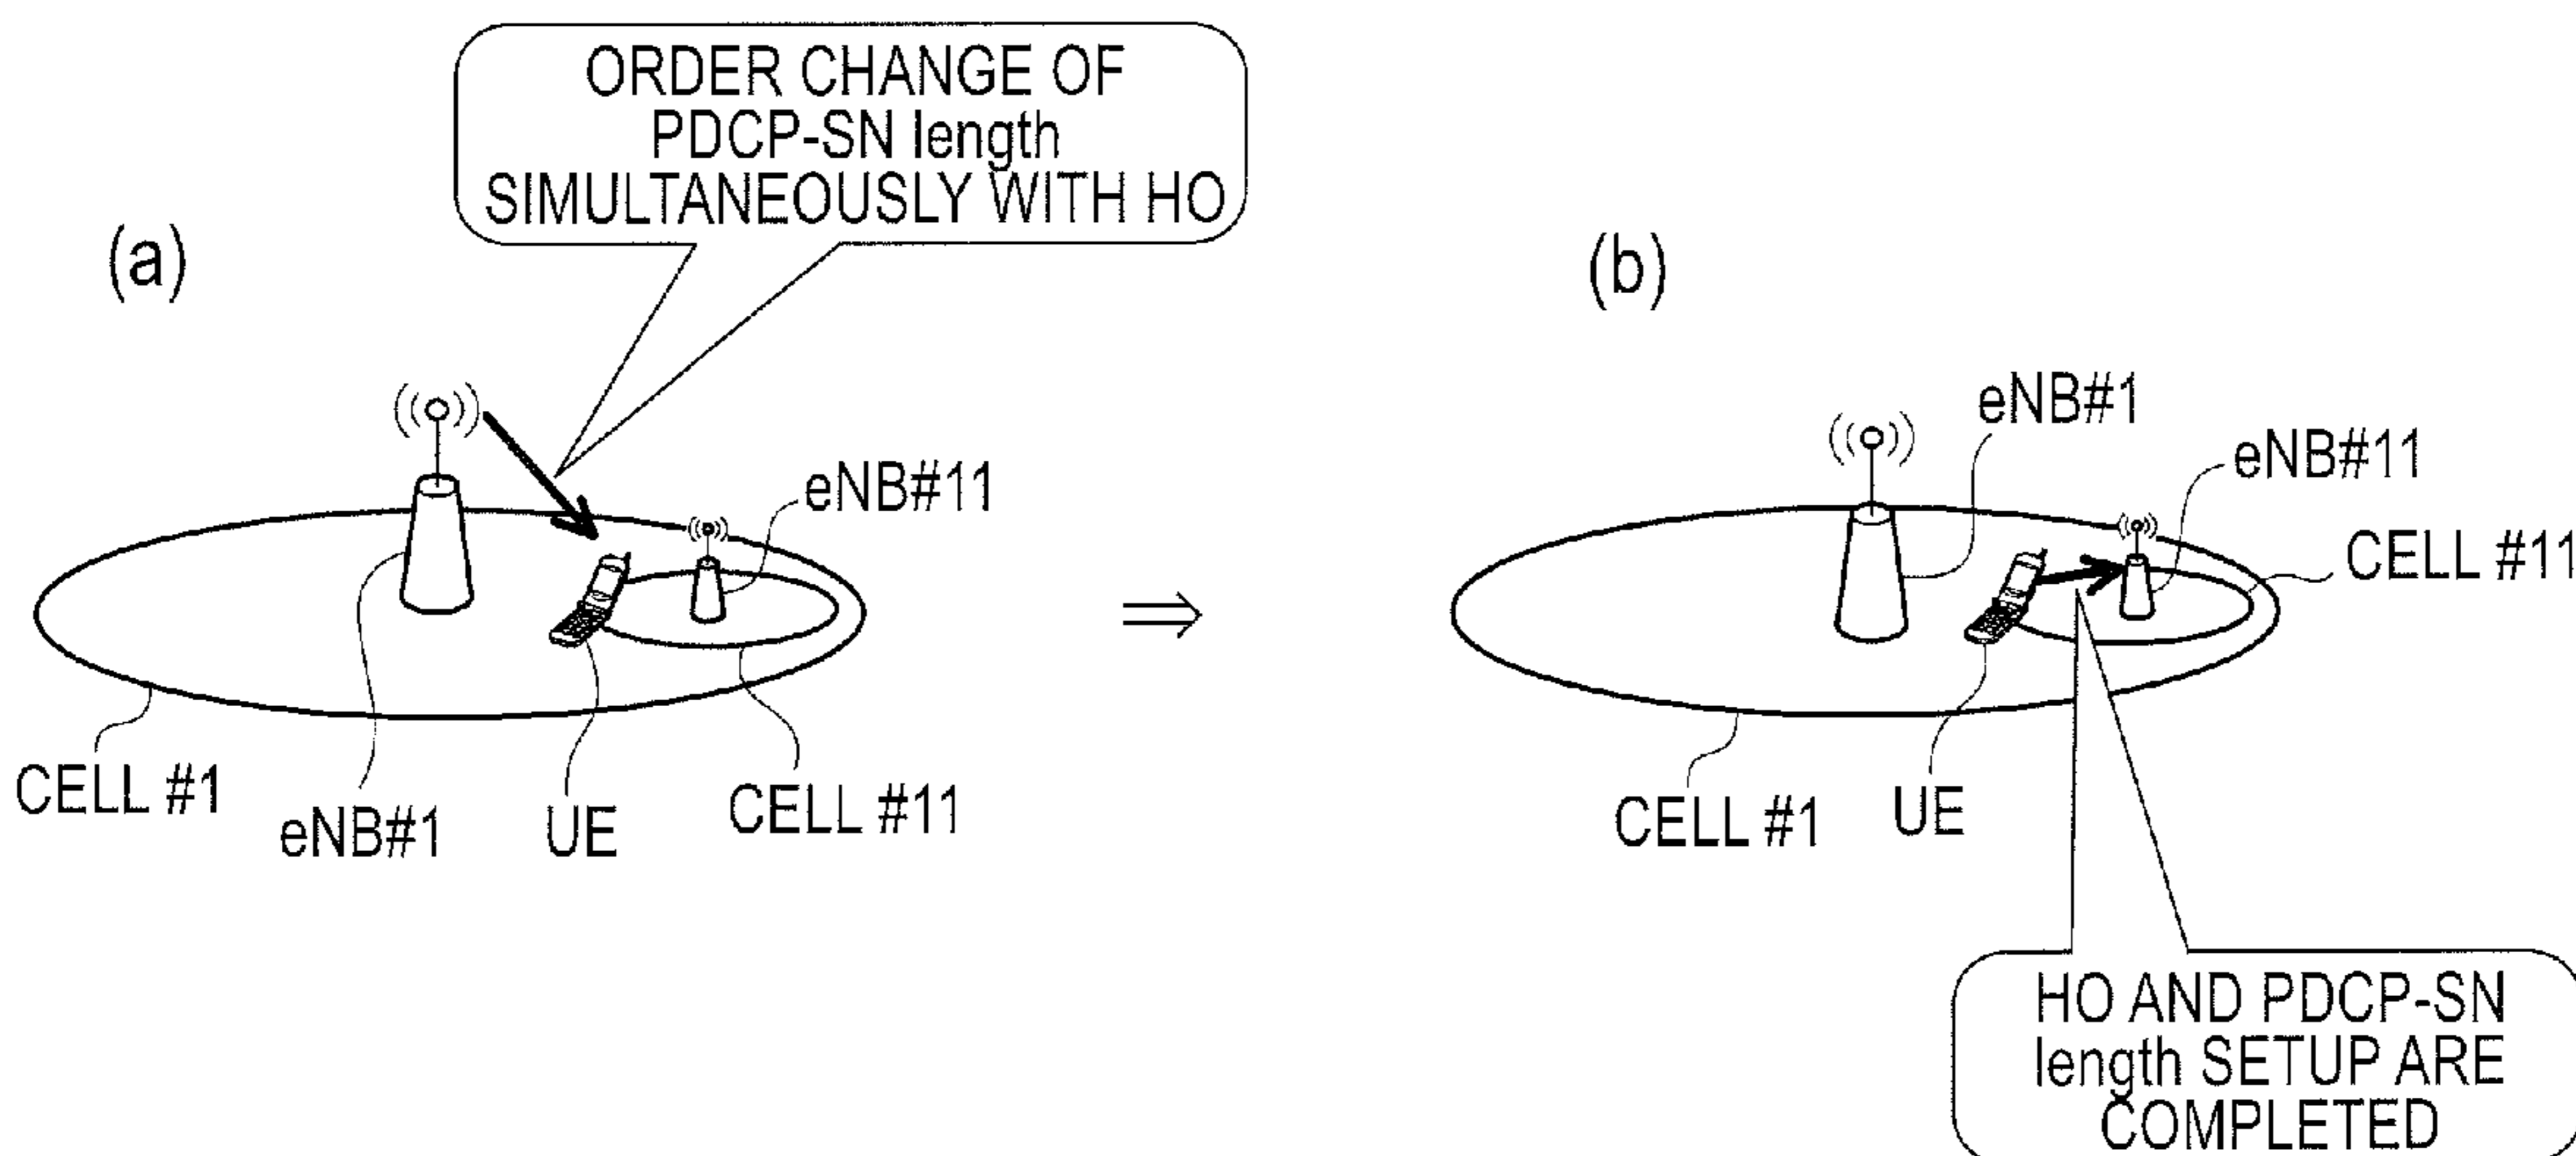 ORDER CHANGE OF
PDCP-SN length
SIMULTANEOUSLY WITH HO
(a)
eNB#11
CELL #1
eNB#1
UE
CELL #11
⇒
(b)
eNB#1
eNB#11
CELL #11
CELL #1
UE
HO AND PDCP-SN
length SETUP ARE
COMPLETED